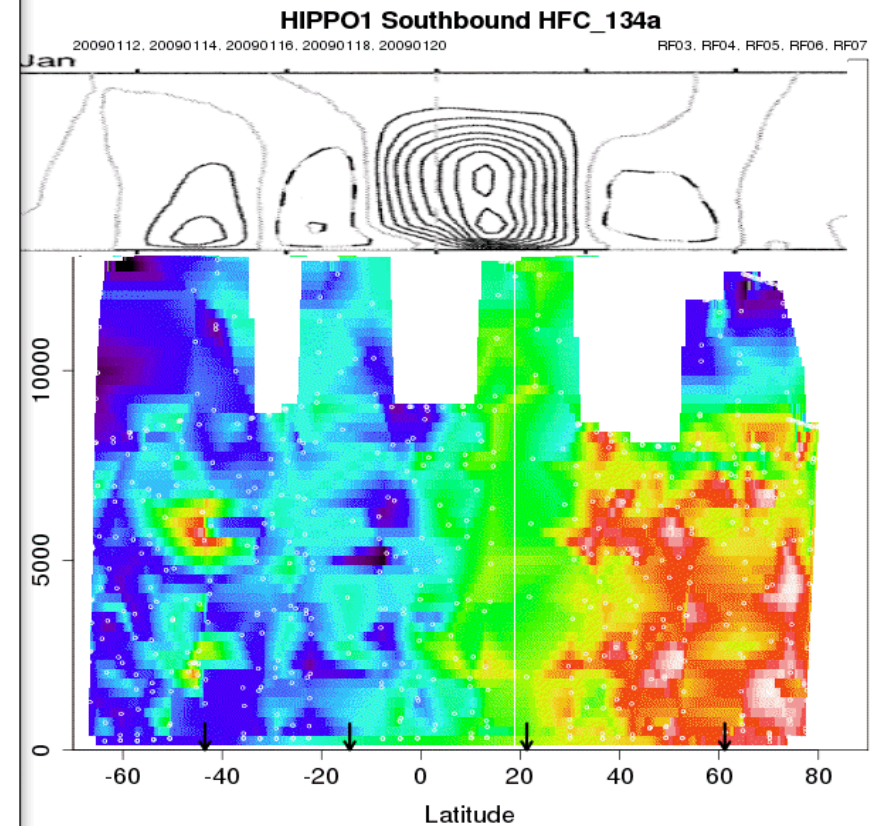 HIPPO1 Southbound HFC_134a
20090112. 20090114. 20090116. 20090118. 20090120 RF03. RF04. RF05. RF06. RF07
Jan
10000
5000
0
-60 -40 -20 0 20 40 60 80
Latitude